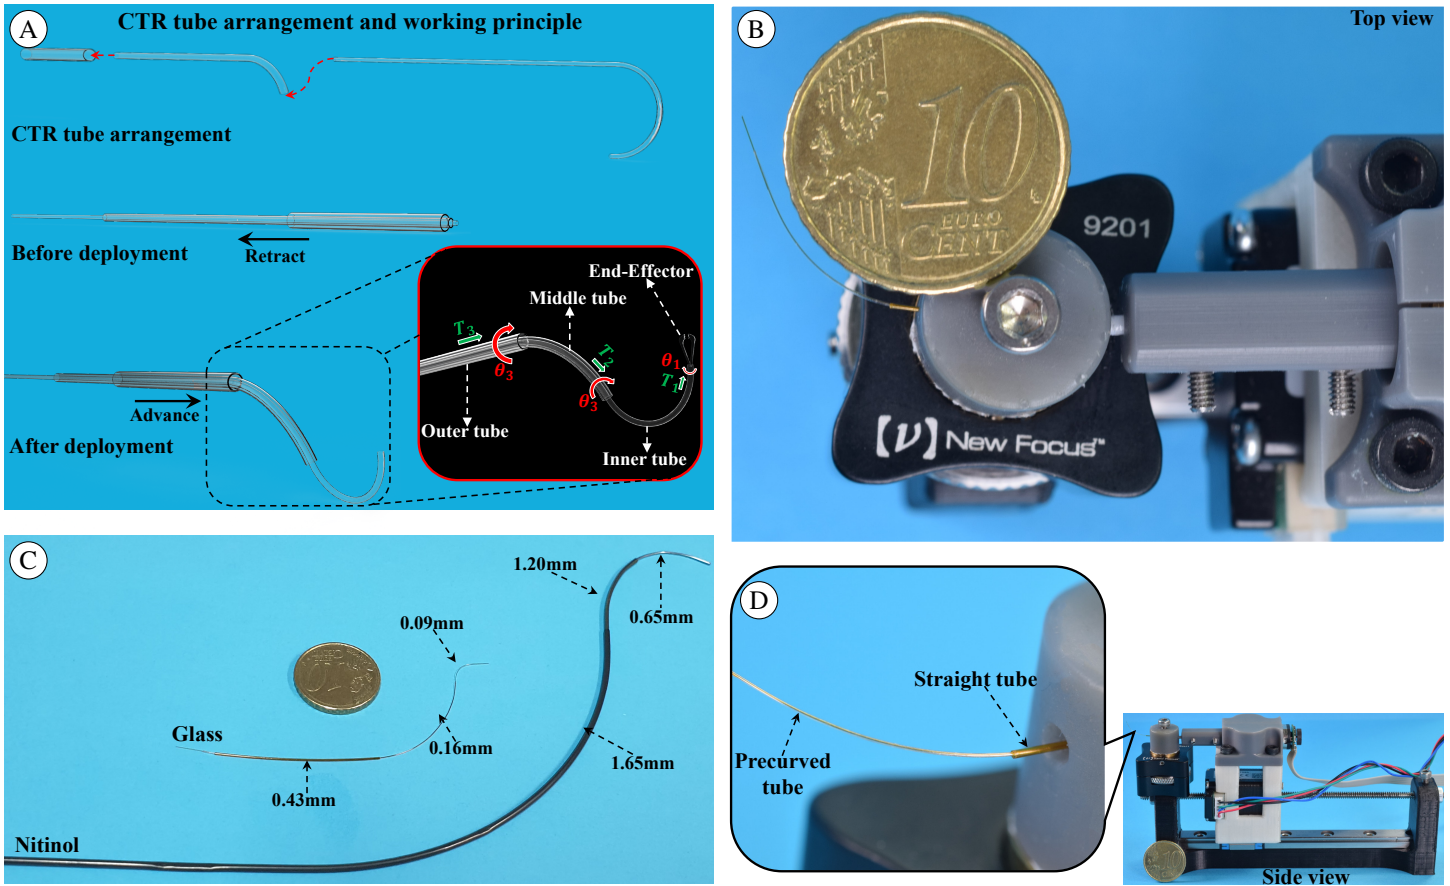 A
CTR tube arrangement and working principle
CTR tube arrangement
Before deployment
Retract
Advance
After deployment
End-Effector
Middle tube
T3
θ3
T2
θ3
θ1
T1
Outer tube
Inner tube
B
Top view
10
EURO
CENT
9201
[ν] New Focus™
C
1.20mm
0.65mm
0.09mm
10
Glass
0.16mm
1.65mm
0.43mm
Nitinol
D
Straight tube
Precurved
tube
10
Side view